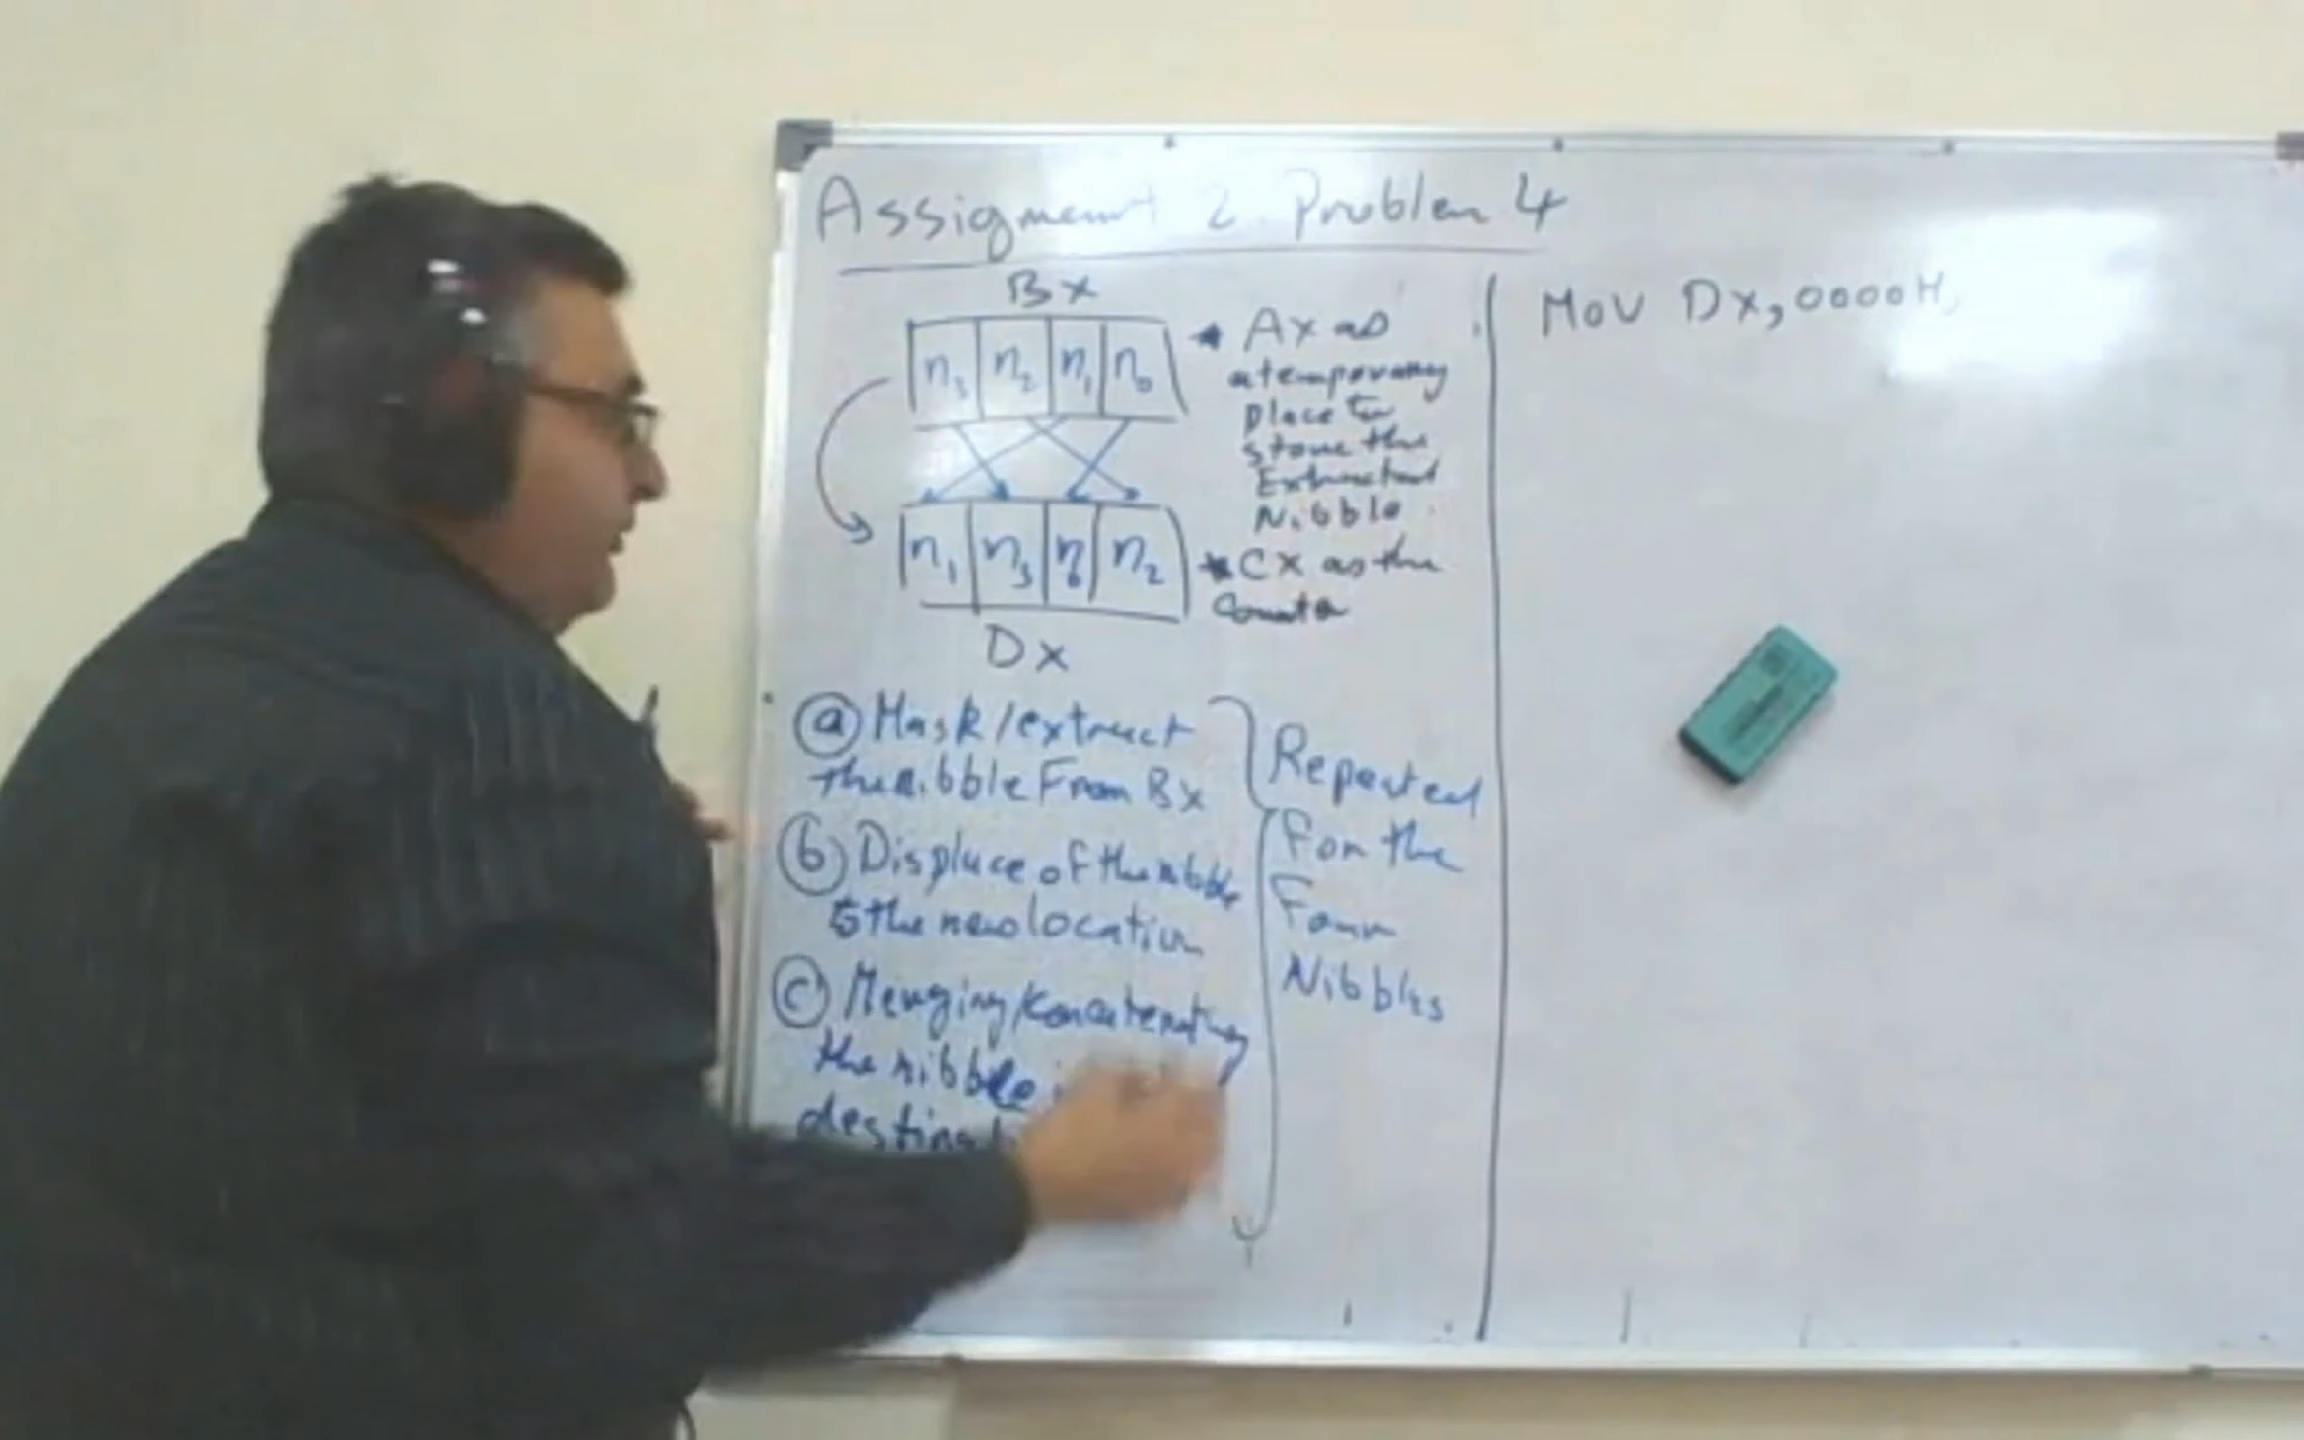 Assigment 2 Problem 4
Bx
n3 n2 n1 n0
n1 n3 n0 n2
Dx
* Ax as
a temporary
place to
store the
Extracted
Nibble
* Cx as the
Counter
ⓐ Mask/extract
the nibble From Bx
ⓑ Displace of the nibble
to the new location
ⓒ Merging/Concatenating
the nibble
Repeated
For the
Four
Nibbles
MOV Dx, 0000H